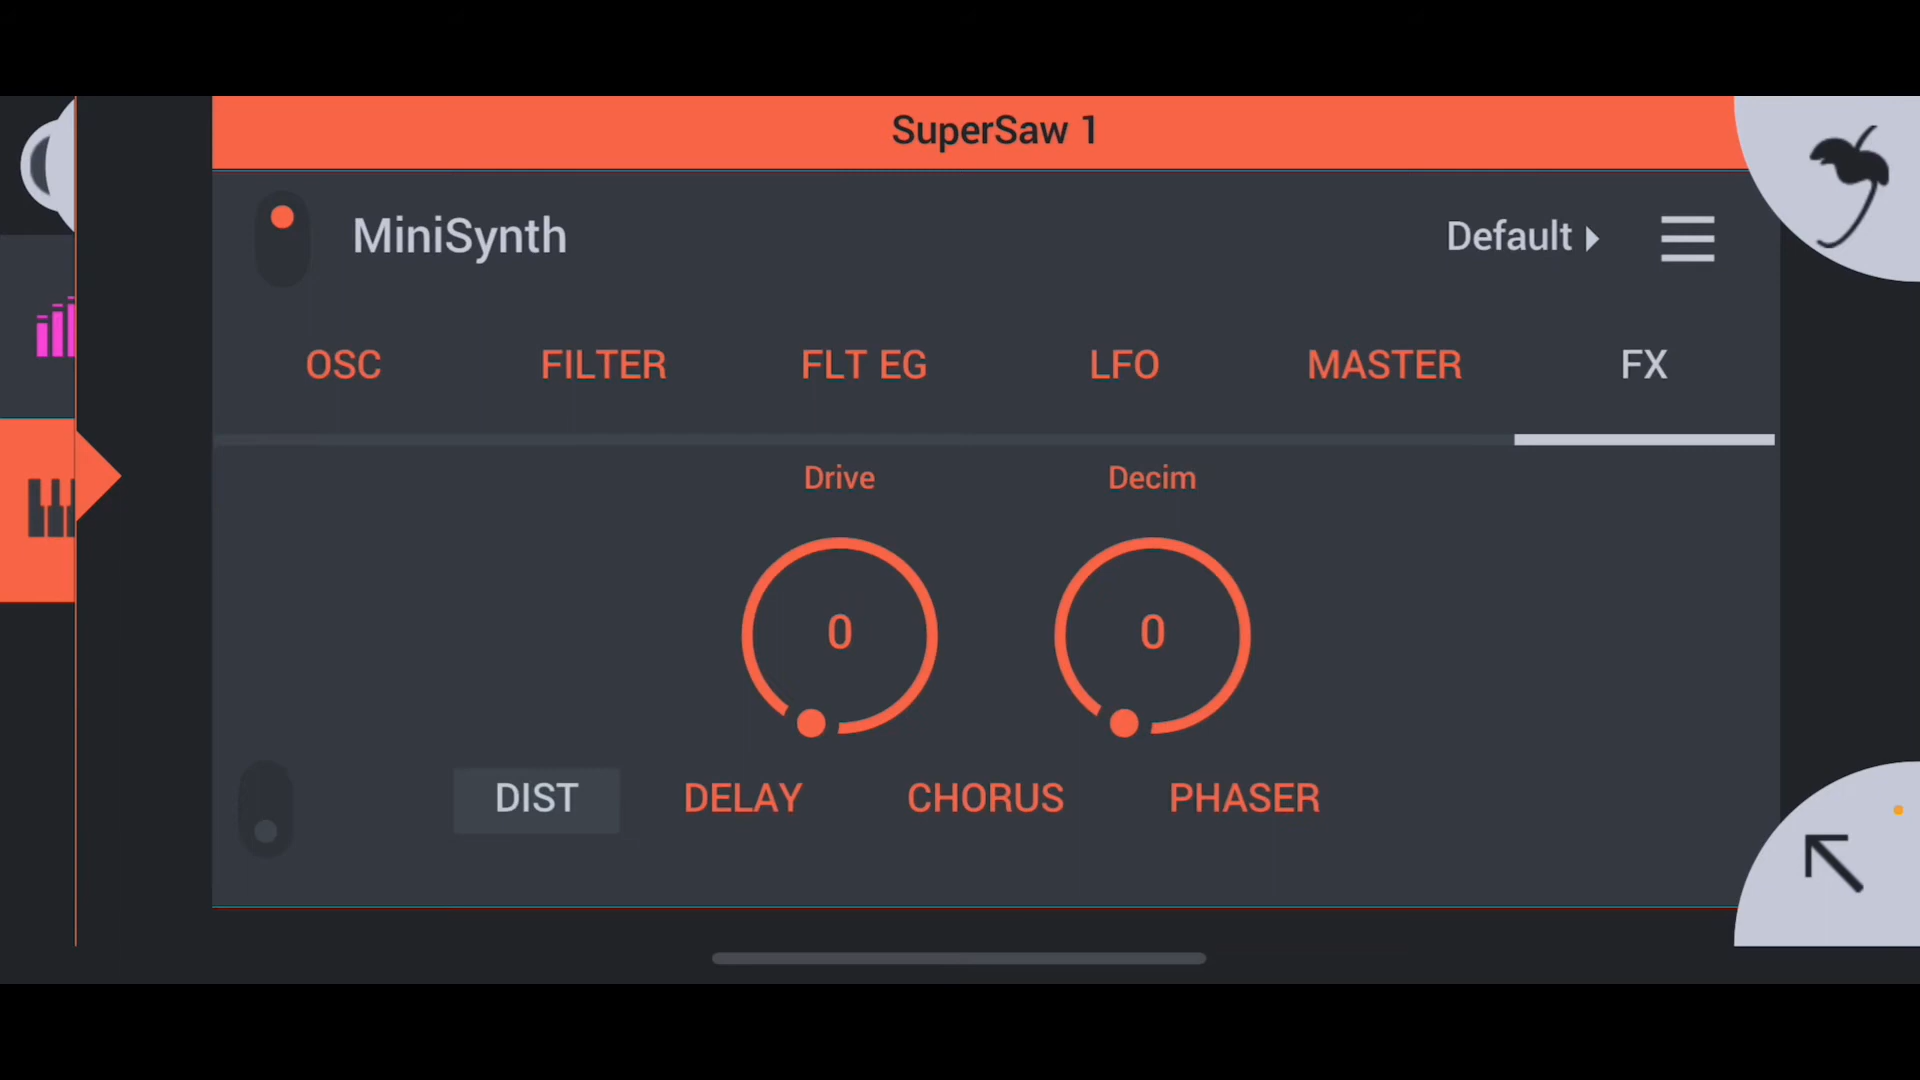 SuperSaw 1
MiniSynth
Default
OSC FILTER FLT EG LFO MASTER FX
Drive Decim
0 0
DIST DELAY CHORUS PHASER